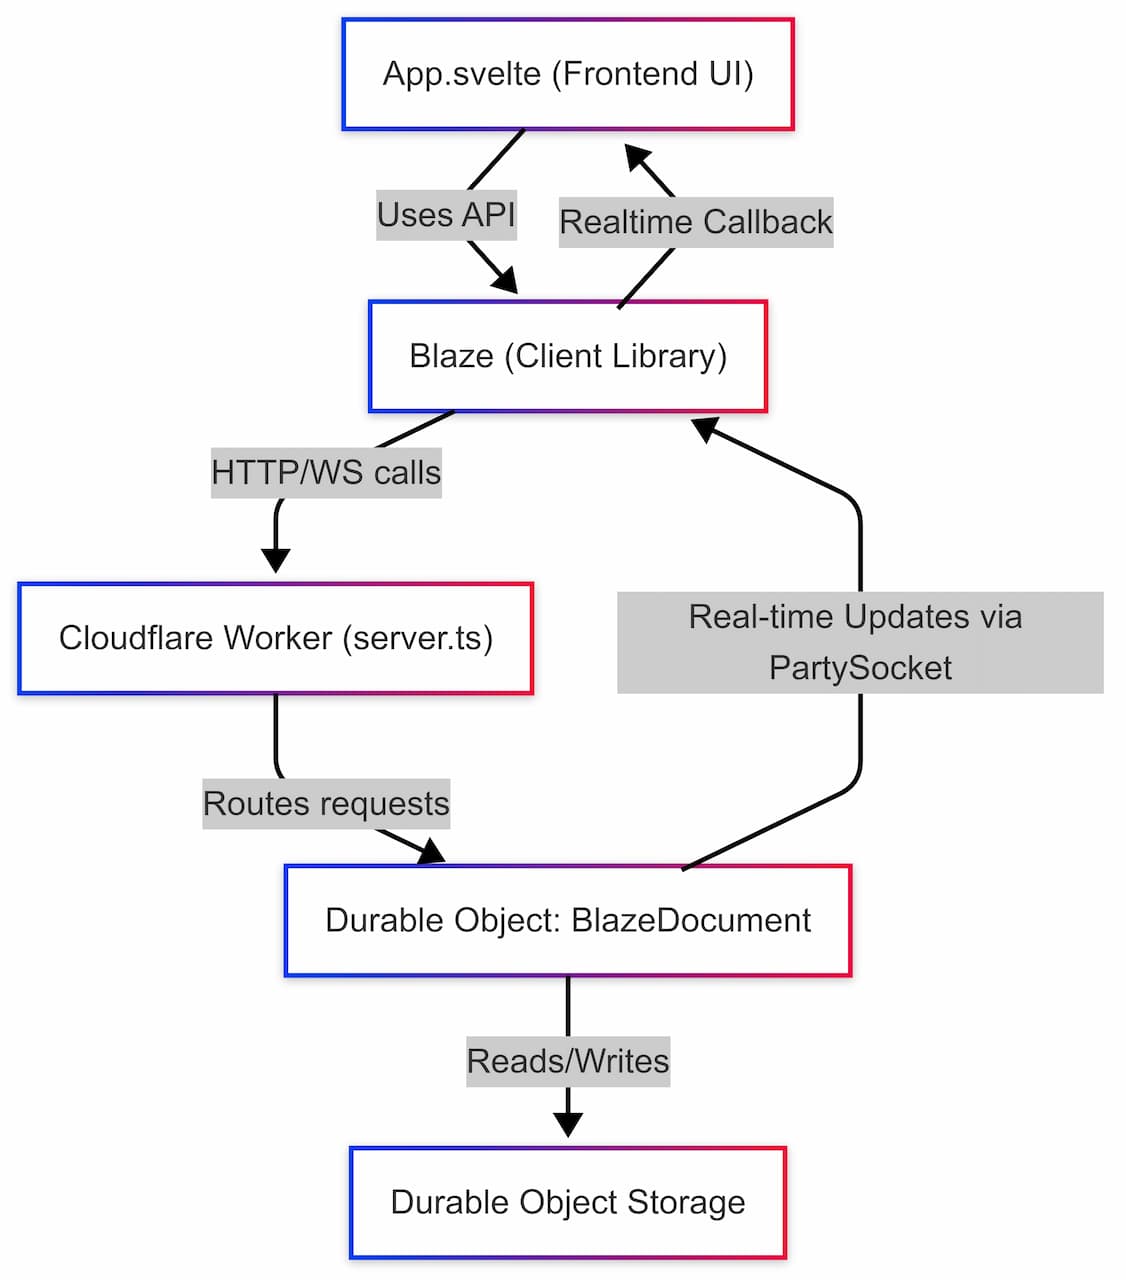 App.svelte (Frontend UI)
Uses API
Realtime Callback
Blaze (Client Library)
HTTP/WS calls
Cloudflare Worker (server.ts)
Real-time Updates via
PartySocket
Routes requests
Durable Object: BlazeDocument
Reads/Writes
Durable Object Storage